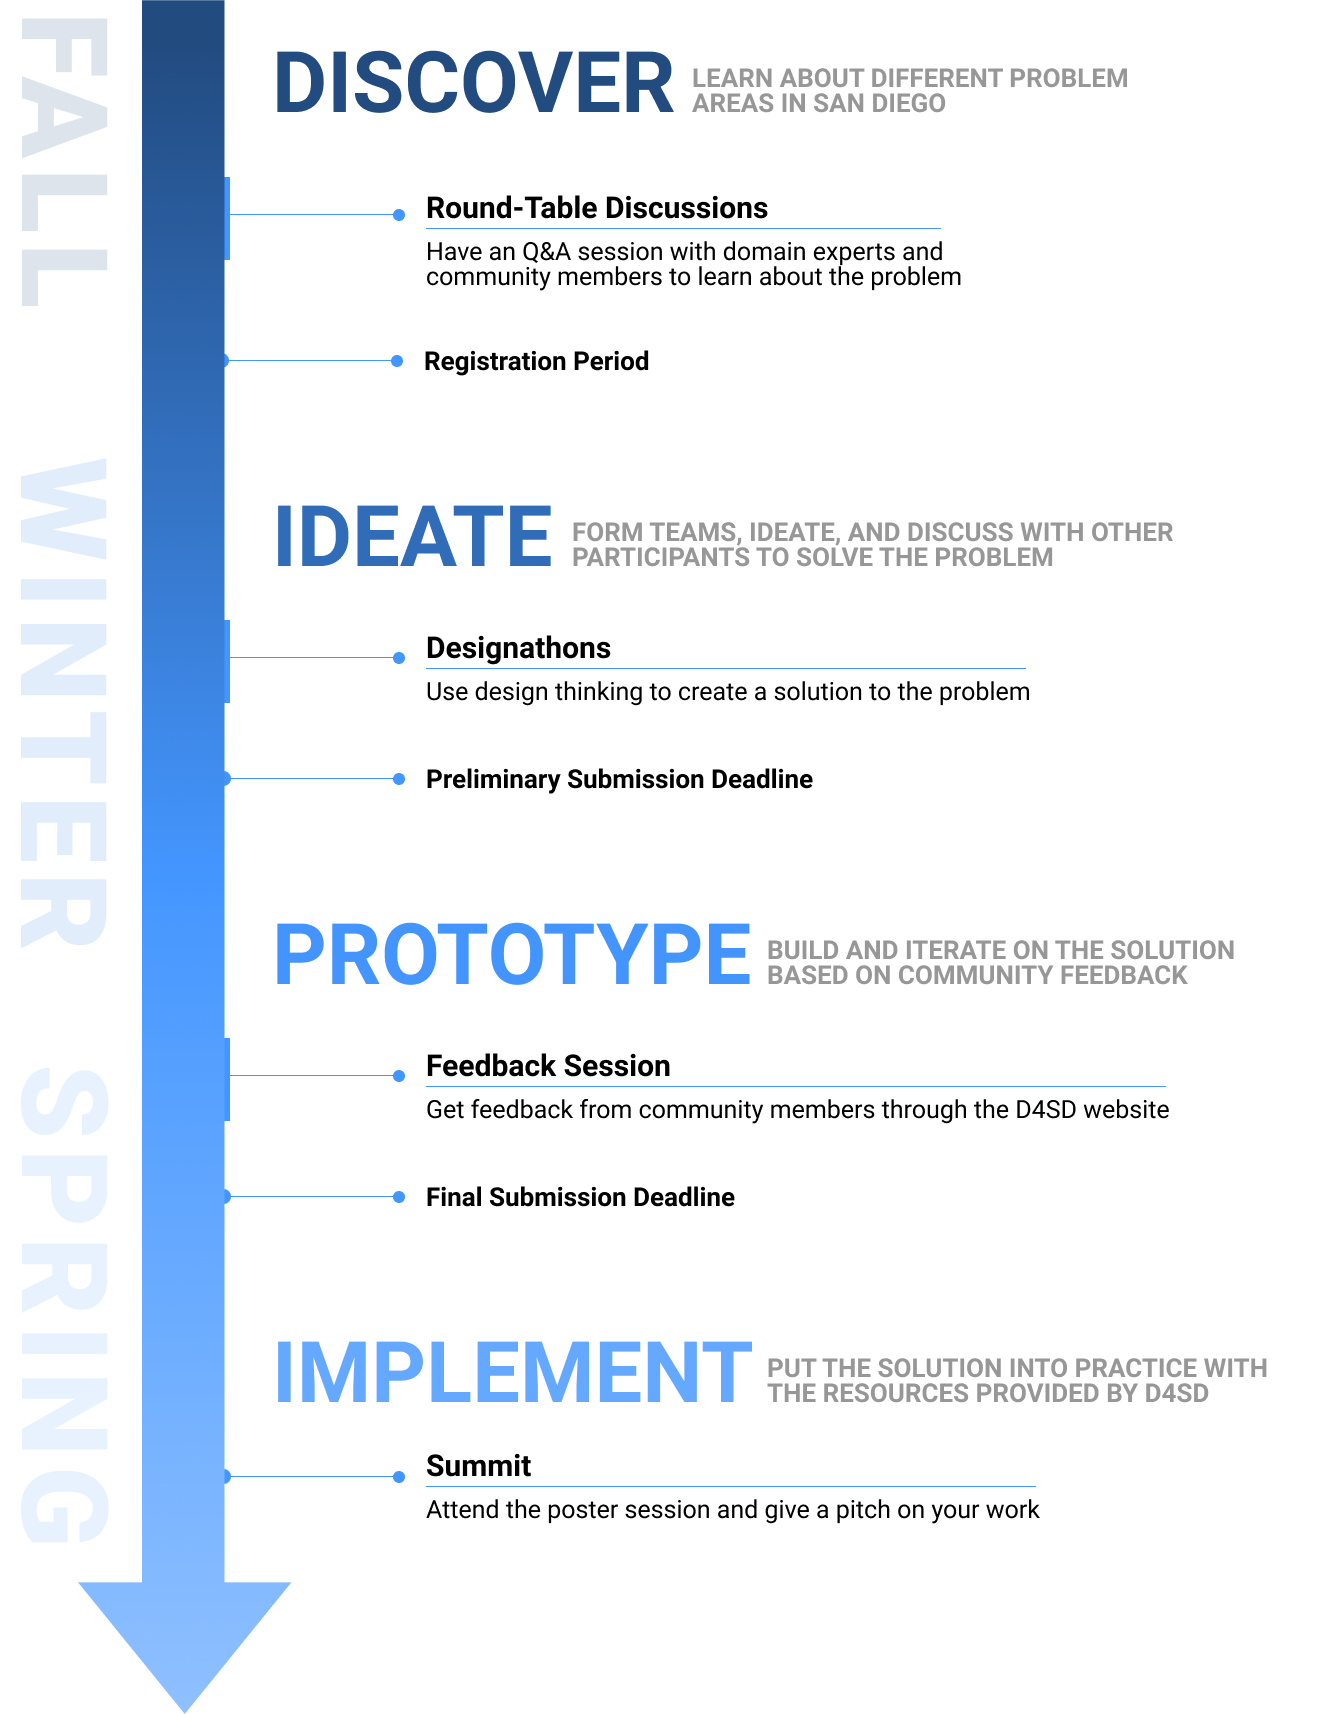 FALL
DISCOVER
LEARN ABOUT DIFFERENT PROBLEM
AREAS IN SAN DIEGO
Round-Table Discussions
Have an Q&A session with domain experts and
community members to learn about the problem
Registration Period
WINTER
IDEATE
FORM TEAMS, IDEATE, AND DISCUSS WITH OTHER
PARTICIPANTS TO SOLVE THE PROBLEM
Designathons
Use design thinking to create a solution to the problem
Preliminary Submission Deadline
PROTOTYPE
BUILD AND ITERATE ON THE SOLUTION
BASED ON COMMUNITY FEEDBACK
SPRING
Feedback Session
Get feedback from community members through the D4SD website
Final Submission Deadline
IMPLEMENT
PUT THE SOLUTION INTO PRACTICE WITH
THE RESOURCES PROVIDED BY D4SD
Summit
Attend the poster session and give a pitch on your work